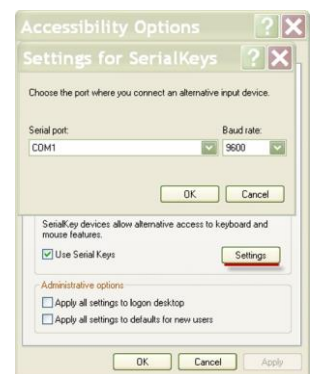 Accessibility Options
Settings for SerialKeys
Choose the port where you connect an alternative input device.
Serial port:
Baud rate:
COM1
9600
OK
Cancel
SerialKey devices allow alternative access to keyboard and
mouse features.
Use Serial Keys
Settings
Administrative options
Apply all settings to logon desktop
Apply all settings to defaults for new users
OK
Cancel
Apply